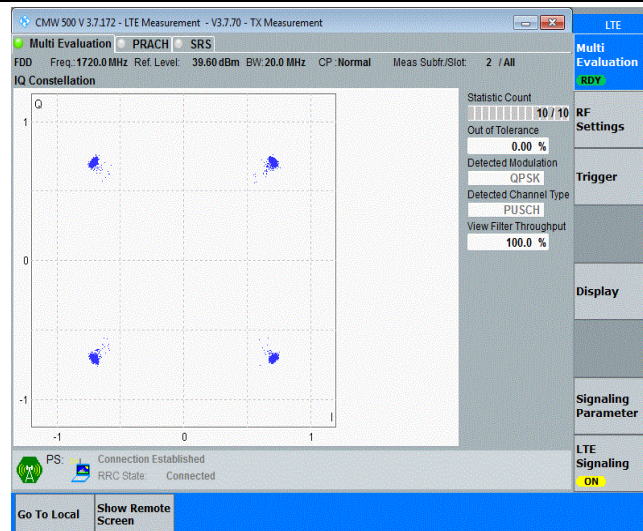 CMW 500 V 3.7.172 - LTE Measurement - V3.7.70 - TX Measurement
LTE
Multi Evaluation PRACH SRS
FDD Freq.:1720.0 MHz Ref. Level: 39.60 dBm BW:20.0 MHz CP :Normal Meas Subfr./Slot: 2 / All
IQ Constellation
Q
1
0
-1
-1 0 1
I
Statistic Count
10 / 10
Out of Tolerance
0.00 %
Detected Modulation
QPSK
Detected Channel Type
PUSCH
View Filter Throughput
100.0 %
Multi
Evaluation
RDY
RF
Settings
Trigger
Display
Signaling
Parameter
LTE
Signaling
ON
PS: Connection Established
RRC State: Connected
Go To Local
Show Remote
Screen